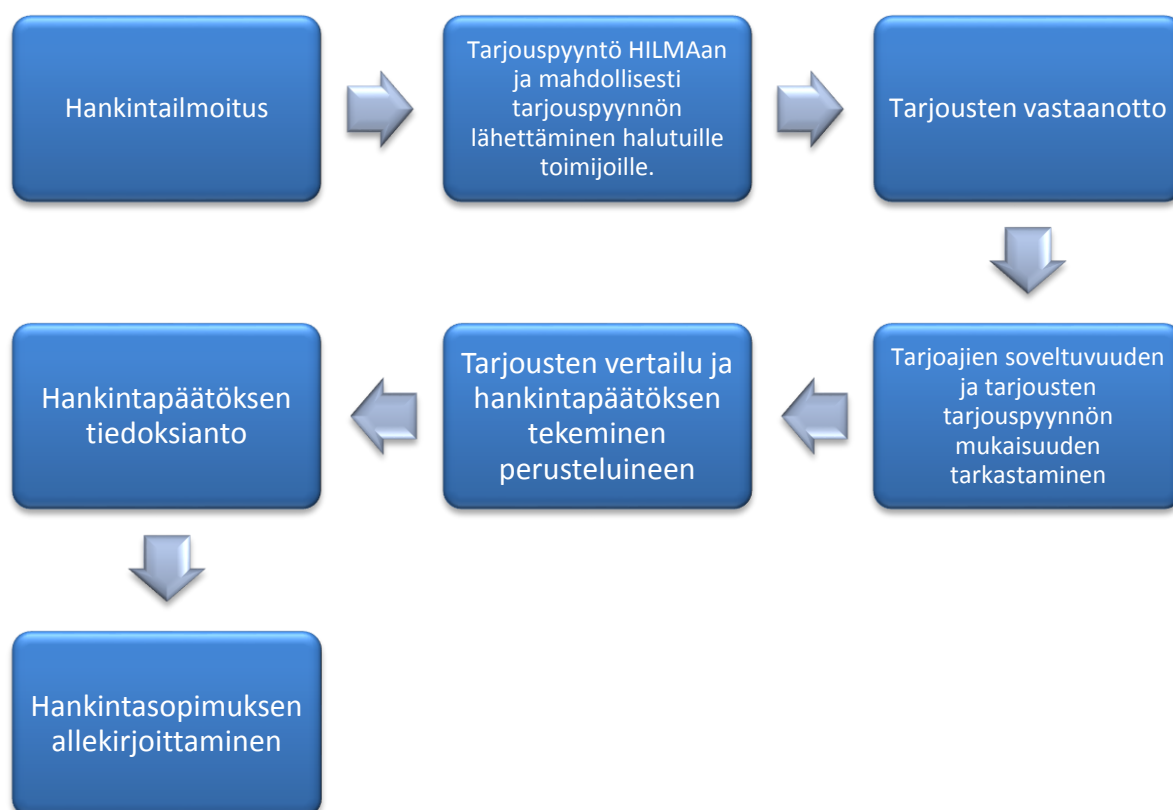 Hankintailmoitus
Tarjouspyyntö HILMAan
ja mahdollisesti
tarjouspyynnön
lähettäminen halutuille
toimijoille.
Tarjousten vastaanotto
Tarjoajien soveltuvuuden
ja tarjousten
tarjouspyynnön
mukaisuuden
tarkastaminen
Tarjousten vertailu ja
hankintapäätöksen
tekeminen
perusteluineen
Hankintapäätöksen
tiedoksianto
Hankintasopimuksen
allekirjoittaminen